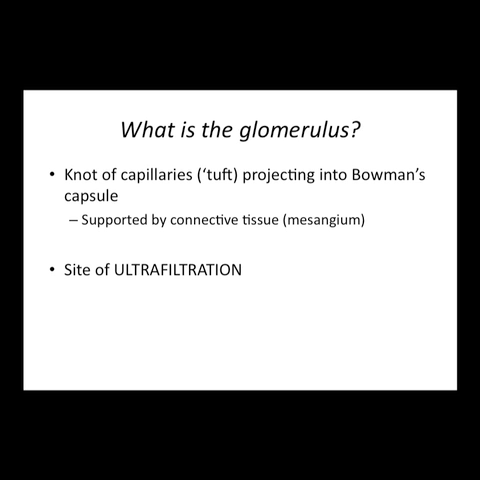 What is the glomerulus?
• Knot of capillaries (‘tuft) projecting into Bowman’s
capsule
– Supported by connective tissue (mesangium)
• Site of ULTRAFILTRATION